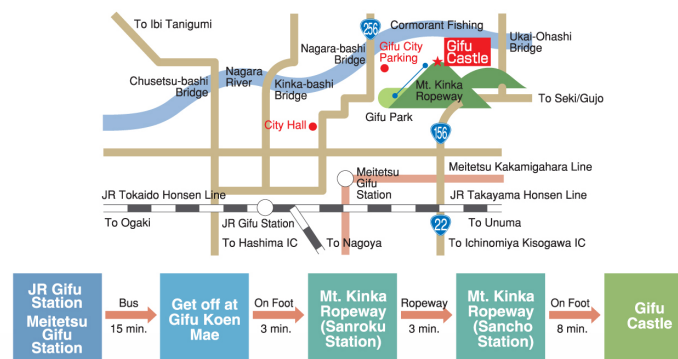 To Ibi Tanigumi
256
Cormorant Fishing
Ukai-Ohashi
Bridge
Nagara-bashi
Bridge
Gifu City
Parking
Gifu
Castle
Chusetsu-bashi
Bridge
Nagara
River
Kinka-bashi
Bridge
Mt. Kinka
Ropeway
To Seki/Gujo
Gifu Park
City Hall
156
Meitetsu
Gifu
Station
Meitetsu Kakamigahara Line
JR Tokaido Honsen Line
JR Takayama Honsen Line
To Ogaki
JR Gifu Station
22
To Unuma
To Hashima IC
To Nagoya
To Ichinomiya Kisogawa IC
JR Gifu
Station
Meitetsu
Gifu
Station
Bus
15 min.
Get off at
Gifu Koen
Mae
On Foot
3 min.
Mt. Kinka
Ropeway
(Sanroku
Station)
Ropeway
3 min.
Mt. Kinka
Ropeway
(Sancho
Station)
On Foot
8 min.
Gifu
Castle